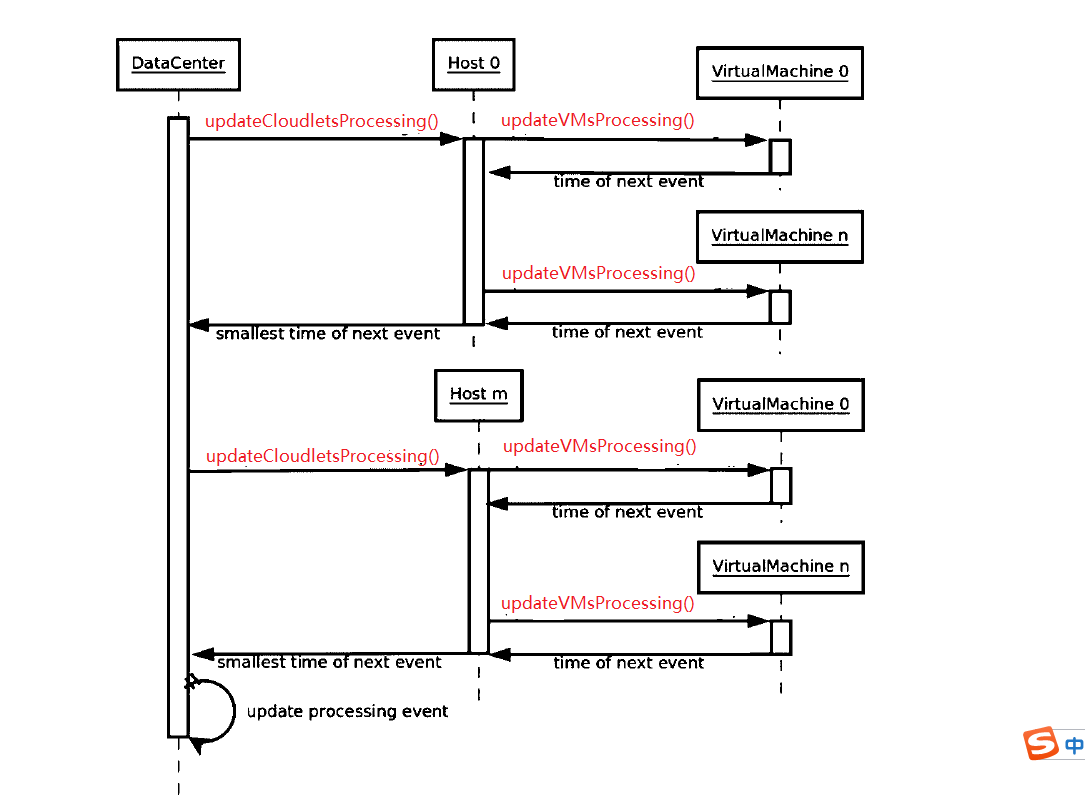 DataCenter
Host 0
VirtualMachine 0
updateCloudletsProcessing()
updateVMsProcessing()
time of next event
VirtualMachine n
updateVMsProcessing()
smallest time of next event
time of next event
Host m
VirtualMachine 0
updateCloudletsProcessing()
updateVMsProcessing()
time of next event
VirtualMachine n
updateVMsProcessing()
smallest time of next event
time of next event
update processing event
S 中